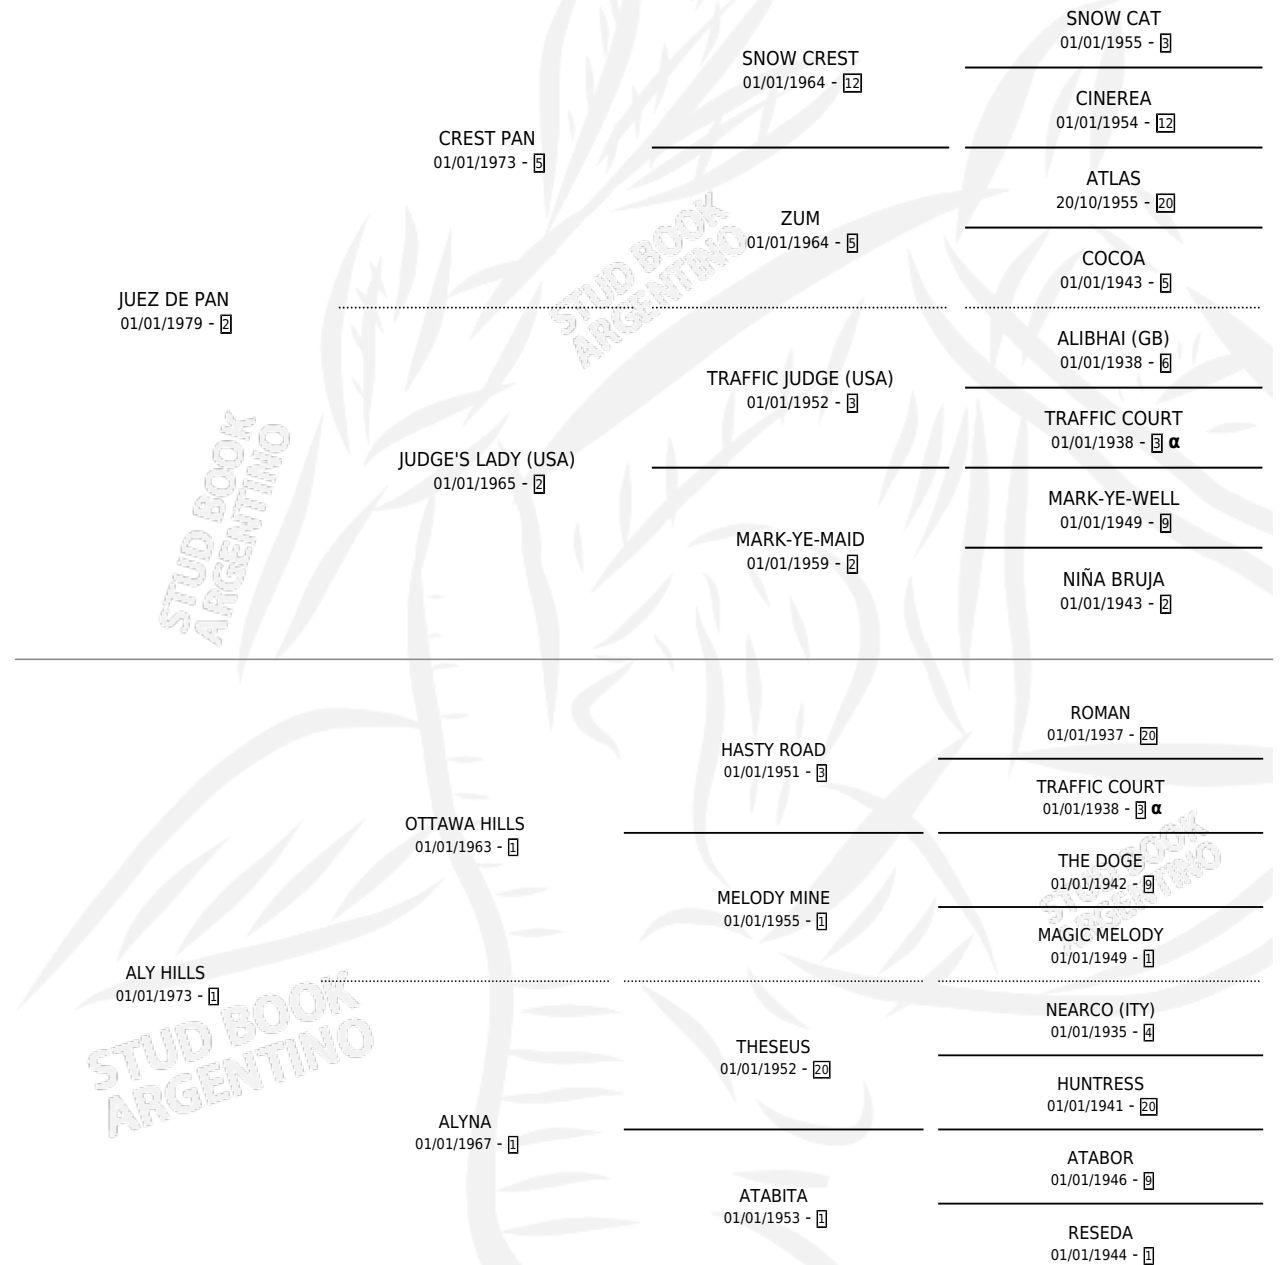 SNOW CAT
01/01/1955 - 3
SNOW CREST
01/01/1964 - 12
CINEREA
01/01/1954 - 12
CREST PAN
01/01/1973 - 5
ATLAS
20/10/1955 - 20
ZUM
01/01/1964 - 5
COCOA
01/01/1943 - 5
JUEZ DE PAN
01/01/1979 - 2
ALIBHAI (GB)
01/01/1938 - 6
TRAFFIC JUDGE (USA)
01/01/1952 - 3
TRAFFIC COURT
01/01/1938 - 3 α
JUDGE'S LADY (USA)
01/01/1965 - 2
MARK-YE-WELL
01/01/1949 - 9
MARK-YE-MAID
01/01/1959 - 2
NIÑA BRUJA
01/01/1943 - 2
STUD BOOK
ARGENTINO
STUD BOOK
ARGENTINO
ROMAN
01/01/1937 - 20
HASTY ROAD
01/01/1951 - 3
TRAFFIC COURT
01/01/1938 - 3 α
OTTAWA HILLS
01/01/1963 - 1
THE DOGE
01/01/1942 - 9
MELODY MINE
01/01/1955 - 1
MAGIC MELODY
01/01/1949 - 1
ALY HILLS
01/01/1973 - 1
NEARCO (ITY)
01/01/1935 - 4
THESEUS
01/01/1952 - 20
HUNTRESS
01/01/1941 - 20
ALYNA
01/01/1967 - 1
ATABOR
01/01/1946 - 9
ATABITA
01/01/1953 - 1
RESEDA
01/01/1944 - 1
STUD BOOK
ARGENTINO
STUD BOOK
ARGENTINO